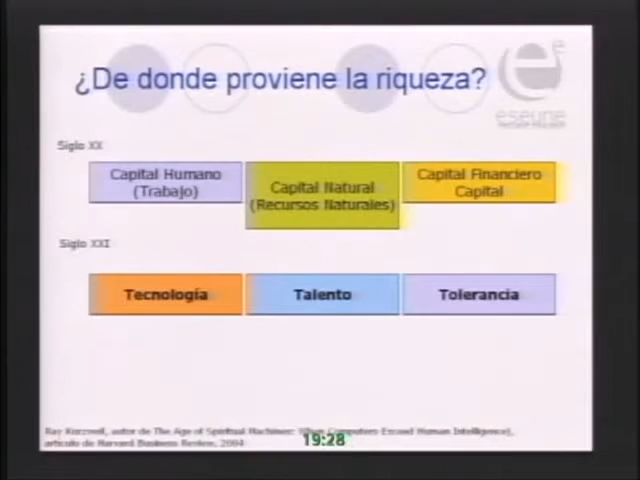 ¿De donde proviene la riqueza?
eseune
Siglo XX
Capital Humano
(Trabajo)
Capital Natural
(Recursos Naturales)
Capital Financiero
Capital
Siglo XXI
Tecnología
Talento
Tolerancia
Ray Kurzweil, autor de The Age of Spiritual Machines: When Computers Exceed Human Intelligence),
artículo de Harvard Business Review, 2004
19:28